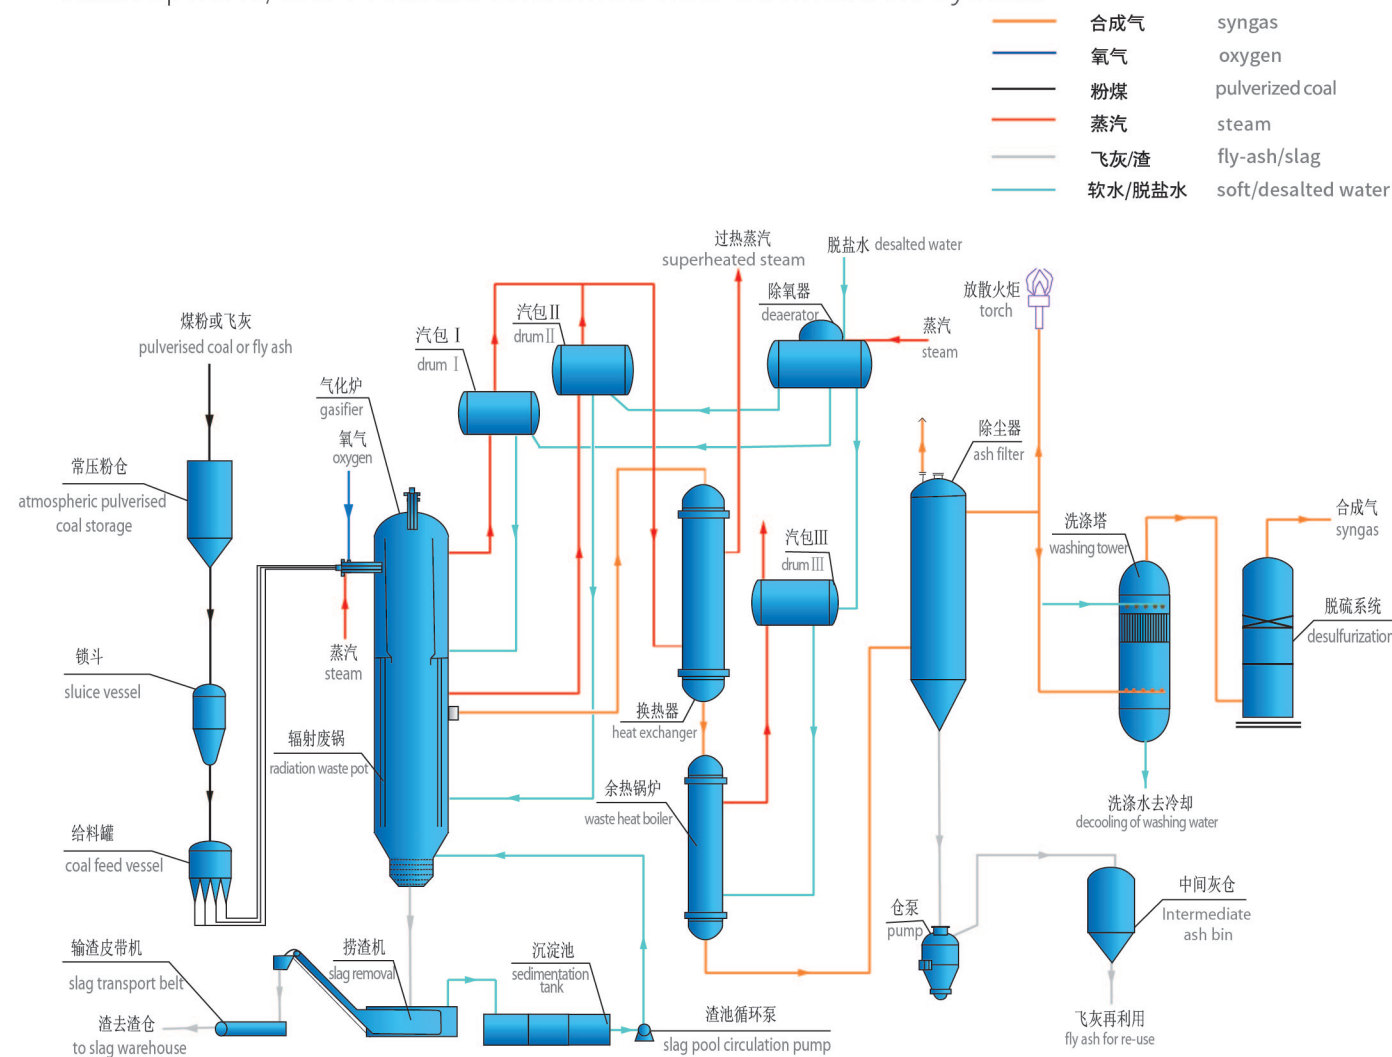 合成气 syngas
氧气 oxygen
粉煤 pulverized coal
蒸汽 steam
飞灰/渣 fly-ash/slag
软水/脱盐水 soft/desalted water
过热蒸汽
superheated steam
脱盐水 desalted water
除氧器
deaerator
蒸汽
steam
放散火炬
torch
煤粉或飞灰
pulverised coal or fly ash
汽包 I
drum I
汽包 II
drum II
气化炉
gasifier
氧气
oxygen
常压粉仓
atmospheric pulverised
coal storage
除尘器
ash filter
洗涤塔
washing tower
合成气
syngas
汽包III
drum III
脱硫系统
desulfurization
锁斗
sluice vessel
蒸汽
steam
换热器
heat exchanger
辐射废锅
radiation waste pot
余热锅炉
waste heat boiler
洗涤水去冷却
decooling of washing water
给料罐
coal feed vessel
中间灰仓
Intermediate
ash bin
仓泵
pump
输渣皮带机
slag transport belt
捞渣机
slag removal
沉淀池
sedimentation
tank
渣去渣仓
to slag warehouse
渣池循环泵
slag pool circulation pump
飞灰再利用
fly ash for re-use